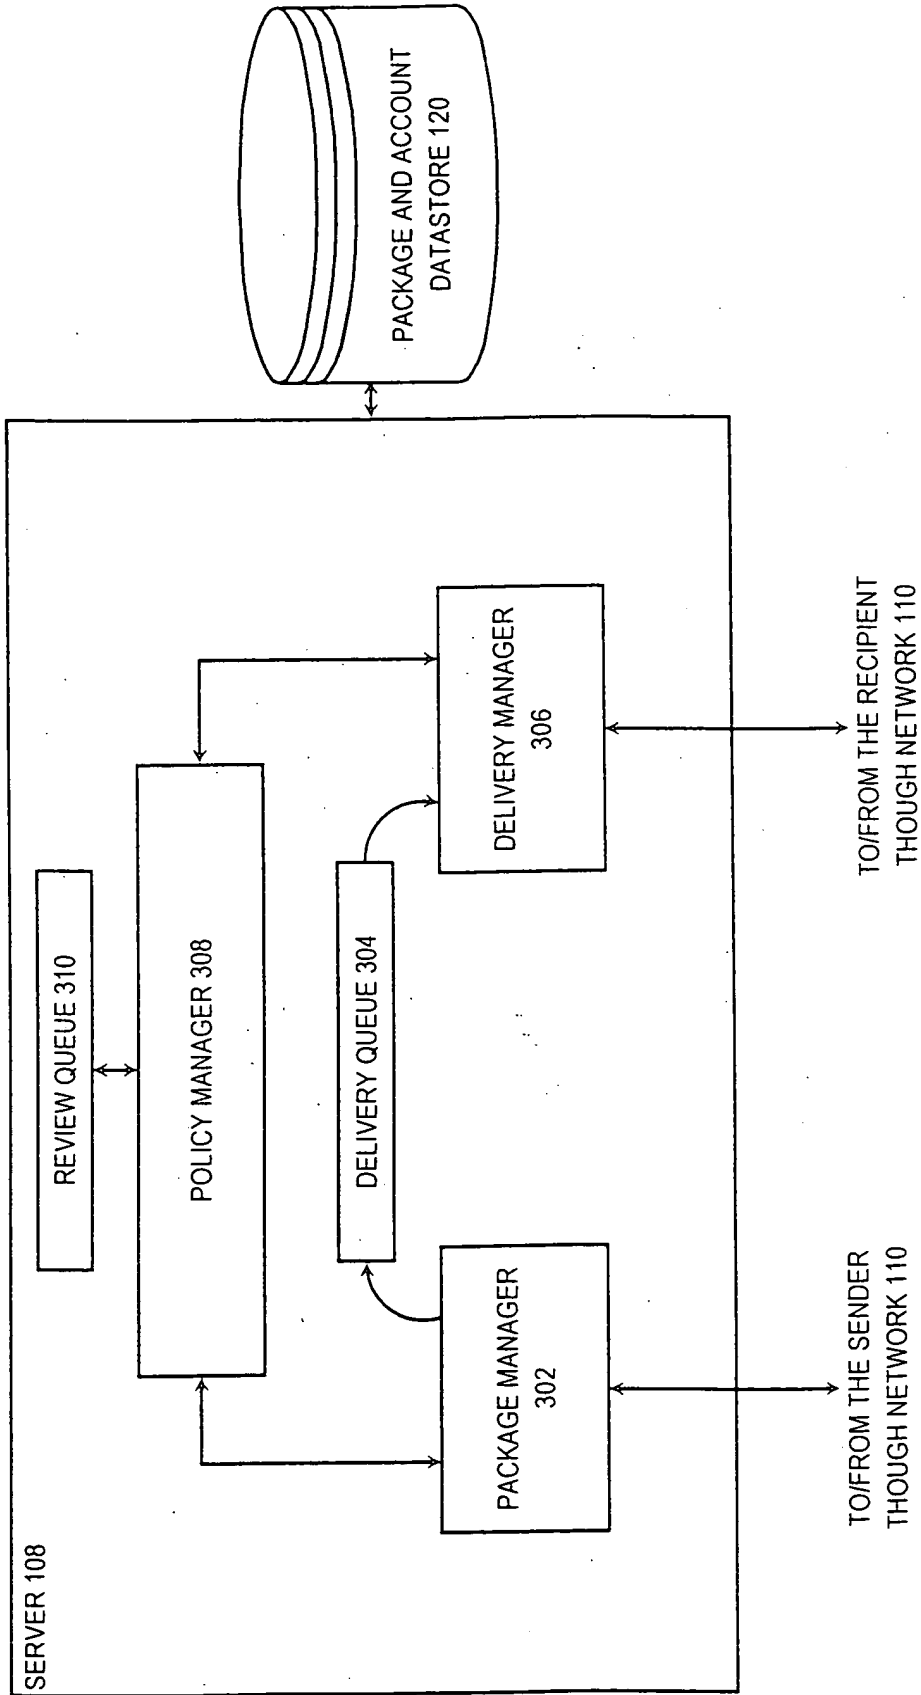 SERVER 108
REVIEW QUEUE 310
POLICY MANAGER 308
DELIVERY QUEUE 304
PACKAGE MANAGER
302
DELIVERY MANAGER
306
PACKAGE AND ACCOUNT
DATASTORE 120
TO/FROM THE SENDER
THOUGH NETWORK 110
TO/FROM THE RECIPIENT
THOUGH NETWORK 110